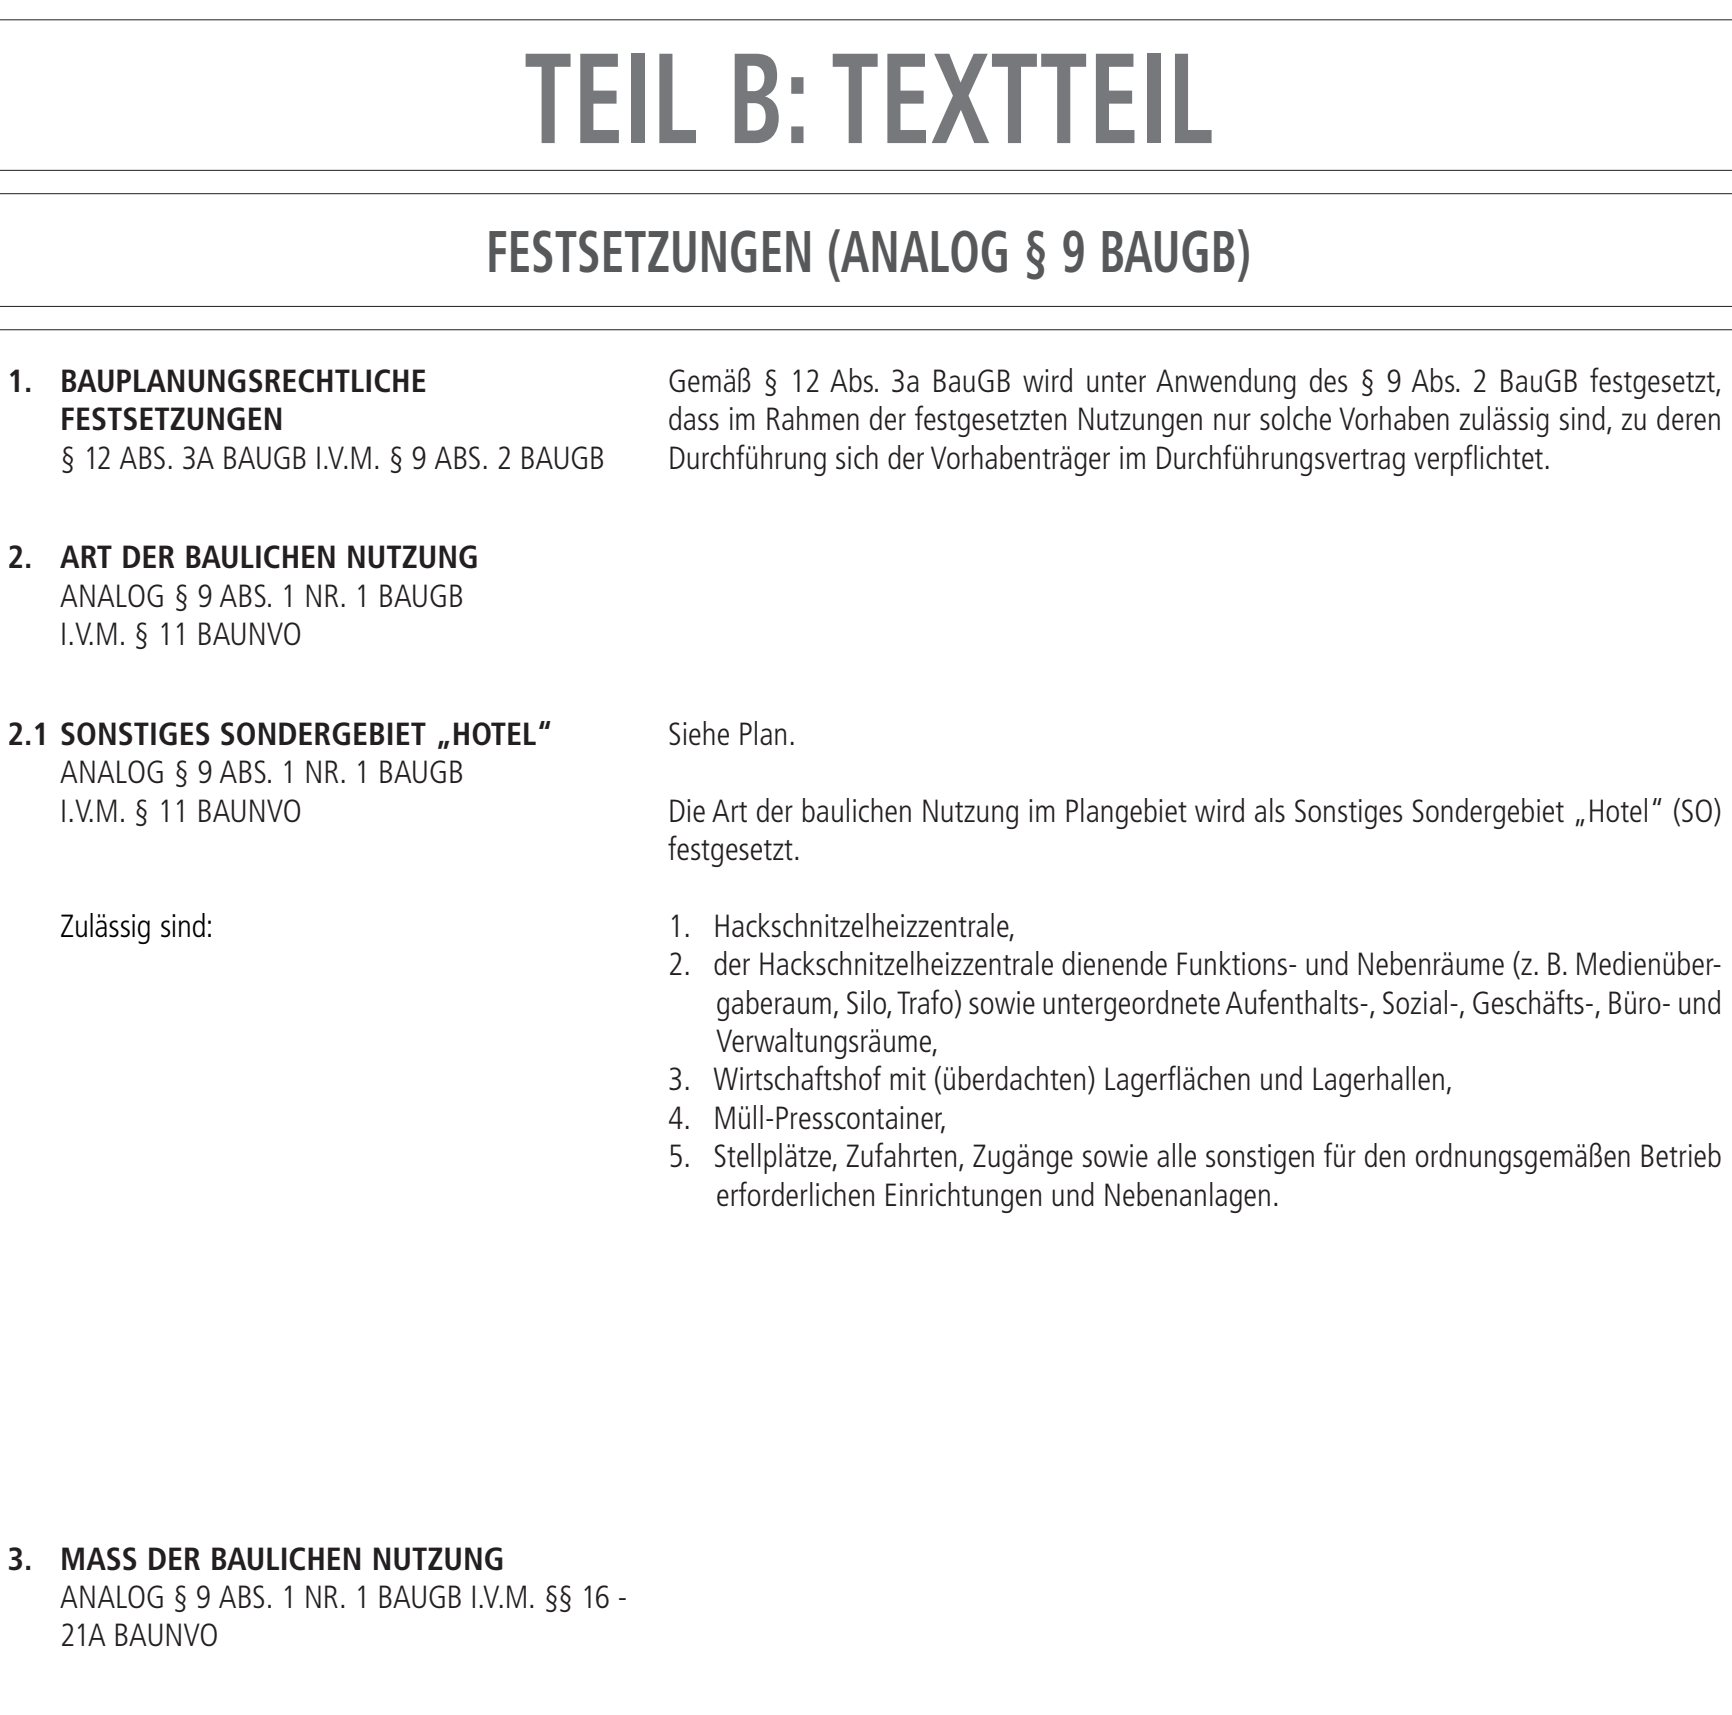 TEIL B: TEXTTEIL
FESTSETZUNGEN (ANALOG § 9 BAUGB)
1. BAUPLANUNGSRECHTLICHE
FESTSETZUNGEN
§ 12 ABS. 3A BAUGB I.V.M. § 9 ABS. 2 BAUGB
Gemäß § 12 Abs. 3a BauGB wird unter Anwendung des § 9 Abs. 2 BauGB festgesetzt,
dass im Rahmen der festgesetzten Nutzungen nur solche Vorhaben zulässig sind, zu deren
Durchführung sich der Vorhabenträger im Durchführungsvertrag verpflichtet.
2. ART DER BAULICHEN NUTZUNG
ANALOG § 9 ABS. 1 NR. 1 BAUGB
I.V.M. § 11 BAUNVO
2.1 SONSTIGES SONDERGEBIET „HOTEL“
ANALOG § 9 ABS. 1 NR. 1 BAUGB
I.V.M. § 11 BAUNVO
Siehe Plan.
Die Art der baulichen Nutzung im Plangebiet wird als Sonstiges Sondergebiet „Hotel“ (SO)
festgesetzt.
Zulässig sind:
1. Hackschnitzelheizzentrale,
2. der Hackschnitzelheizzentrale dienende Funktions- und Nebenräume (z. B. Medienüber-
gaberaum, Silo, Trafo) sowie untergeordnete Aufenthalts-, Sozial-, Geschäfts-, Büro- und
Verwaltungsräume,
3. Wirtschaftshof mit (überdachten) Lagerflächen und Lagerhallen,
4. Müll-Presscontainer,
5. Stellplätze, Zufahrten, Zugänge sowie alle sonstigen für den ordnungsgemäßen Betrieb
erforderlichen Einrichtungen und Nebenanlagen.
3. MASS DER BAULICHEN NUTZUNG
ANALOG § 9 ABS. 1 NR. 1 BAUGB I.V.M. §§ 16 -
21A BAUNVO